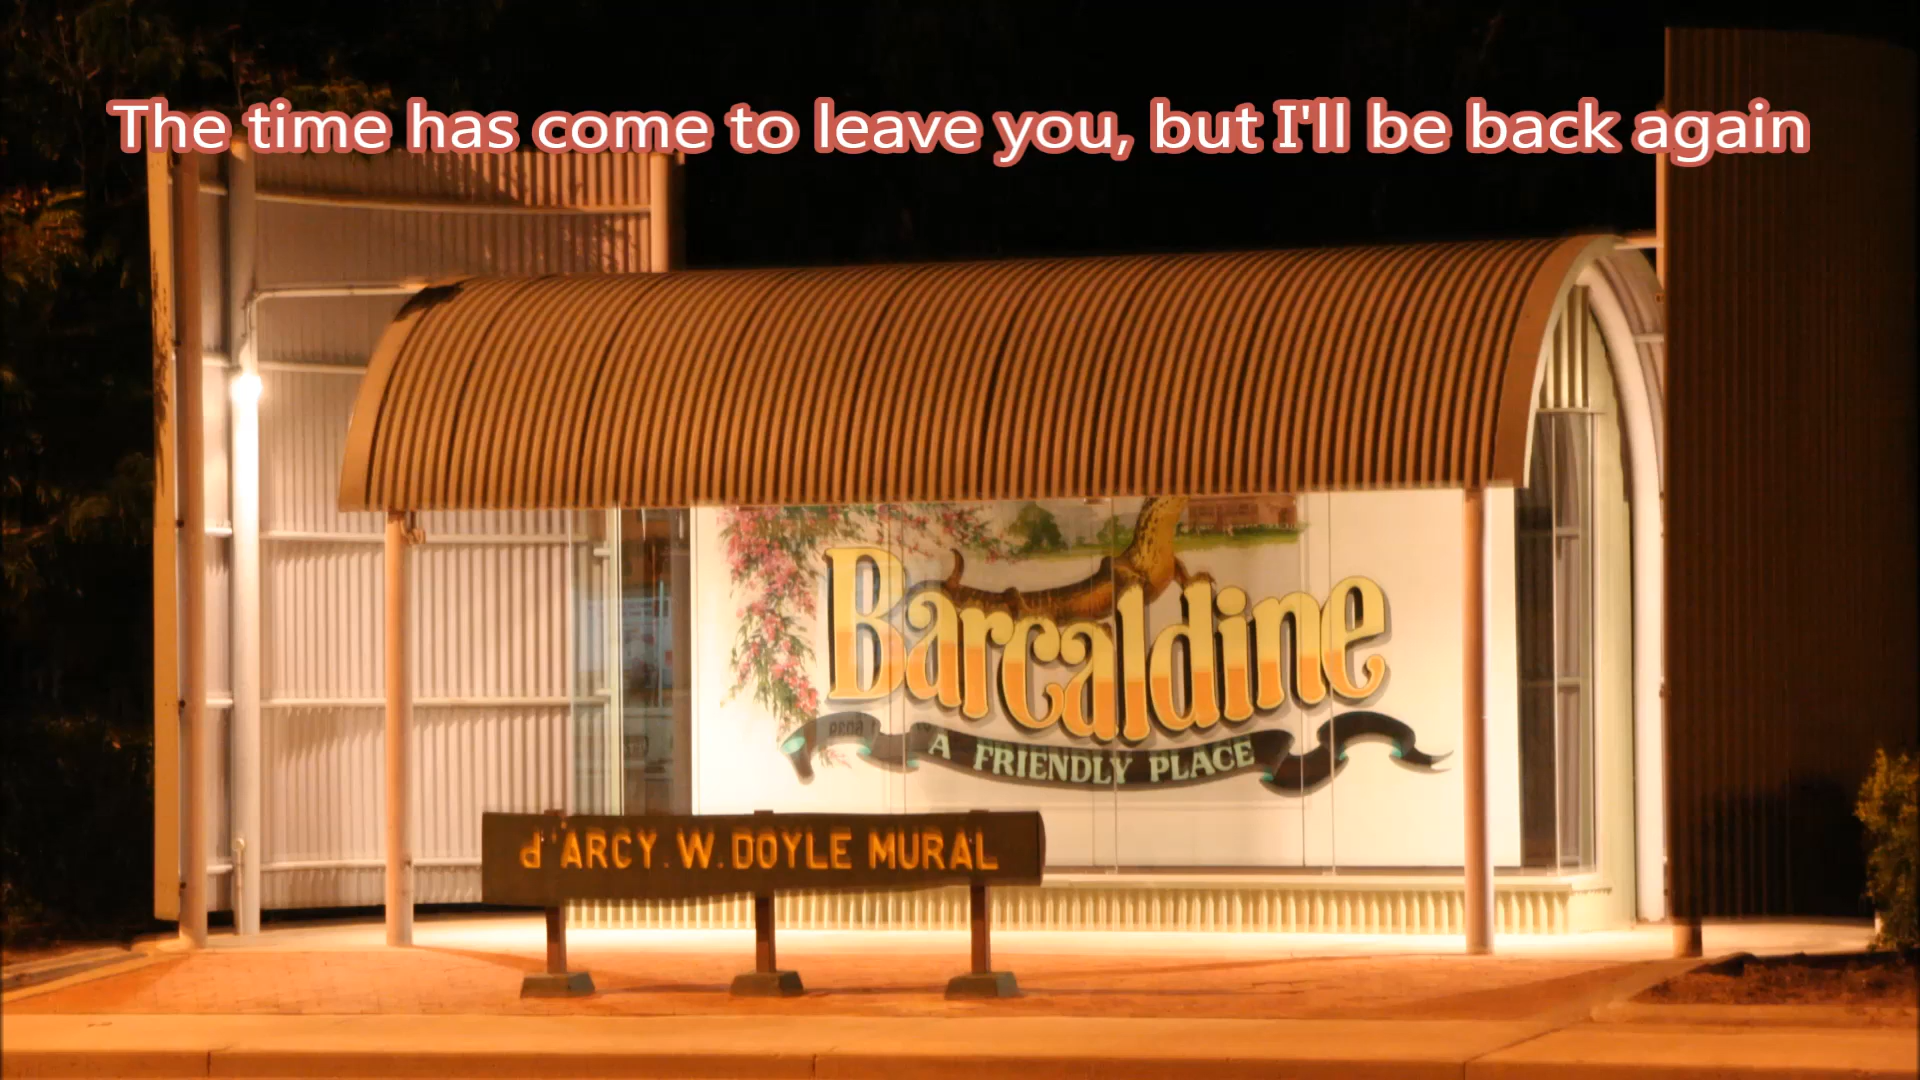 The time has come to leave you, but I'll be back again
Barcaldine
A FRIENDLY PLACE
d'ARCY.W.DOYLE MURAL